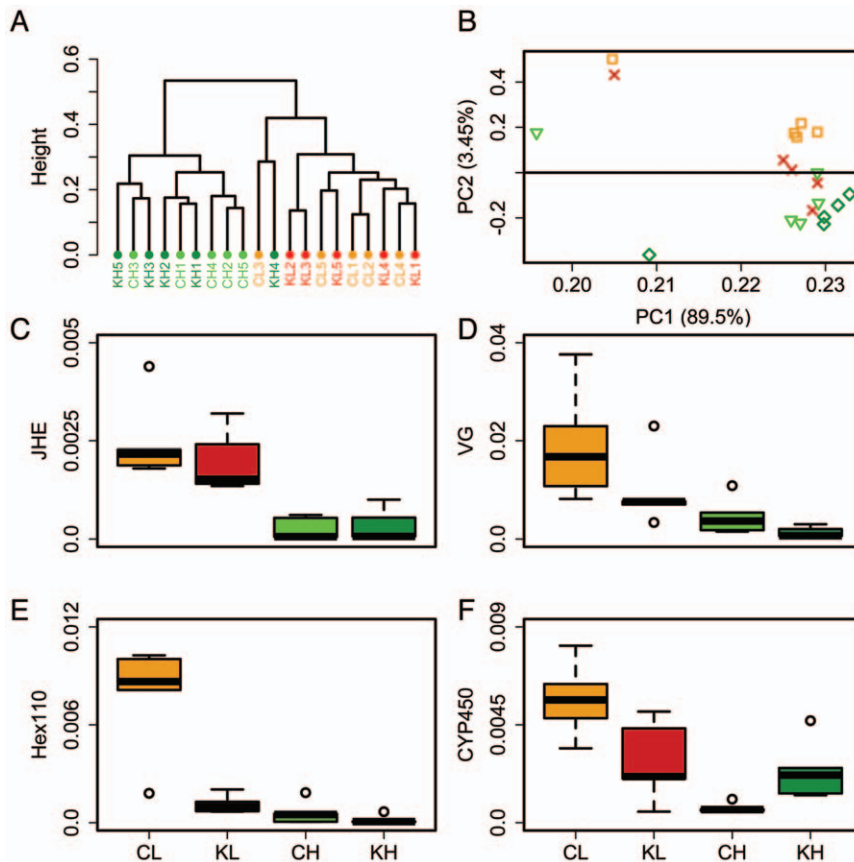 A
Height
0.6
0.4
0.2
0.0
KH5 CH3 KH3 KH2 CH1 KH1 CH4 CH2 CH5 CL3 KH4 KL2 KL3 CL5 KL5 CL1 CL2 KL4 CL4 KL1
B
PC2 (3.45%)
0.4
0.2
-0.2
0.20 0.21 0.22 0.23
PC1 (89.5%)
C
JHE
0.005
0.0025
0.0
D
VG
0.04
0.02
0.0
E
Hex110
0.012
0.006
0.0
CL KL CH KH
F
CYP450
0.009
0.0045
0.0
CL KL CH KH